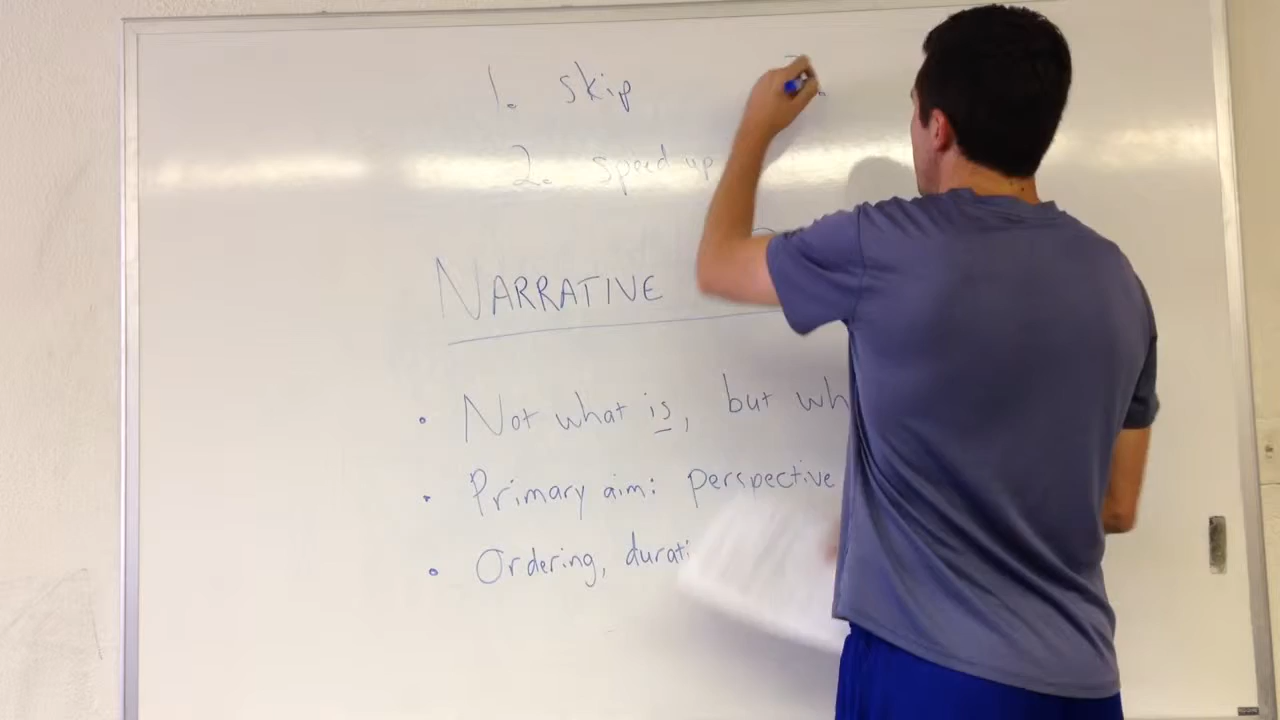 1. skip
2. speed up
NARRATIVE
• Not what is, but wh
• Primary aim: perspective
• Ordering, durati